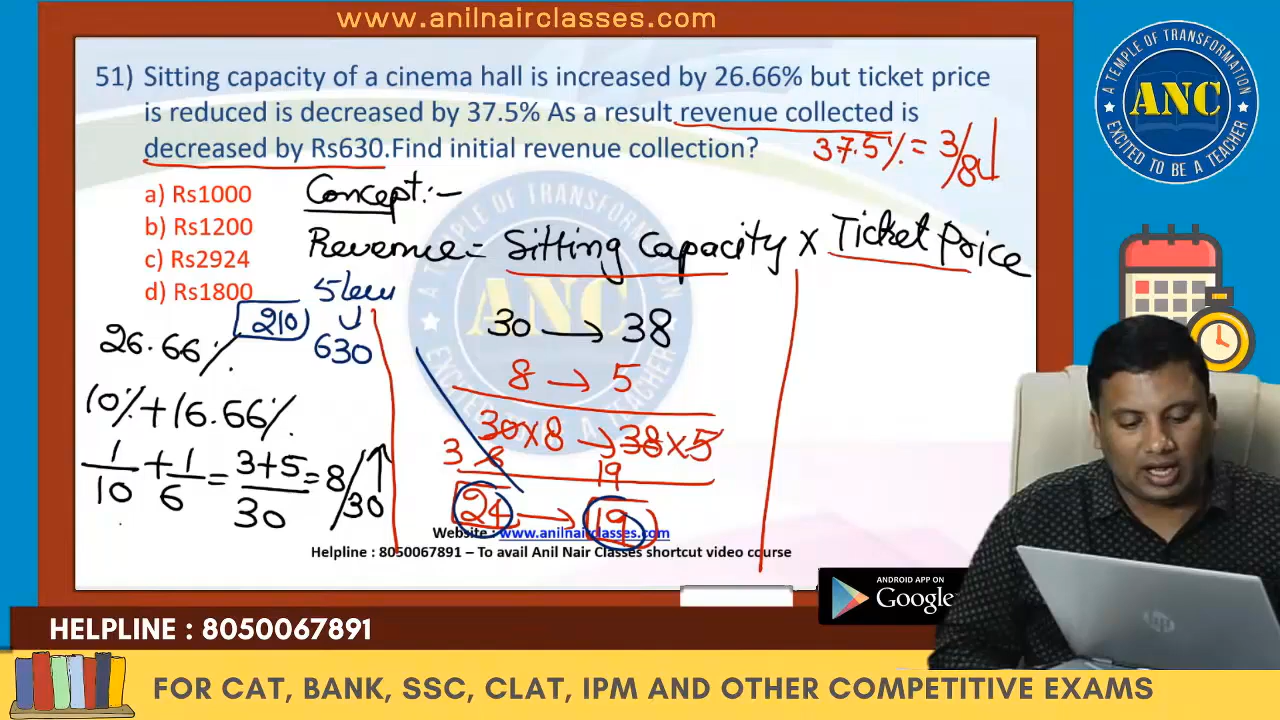 www.anilnairclasses.com
51) Sitting capacity of a cinema hall is increased by 26.66% but ticket price
is reduced is decreased by 37.5% As a result revenue collected is
decreased by Rs630.Find initial revenue collection?
37.5% = 3/8↓
a) Rs1000
b) Rs1200
c) Rs2924
d) Rs1800
Concept:-
Revenue = Sitting Capacity x Ticket Price
5 less
↓
210
630
26.66%.
10% + 16.66%.
1/10 + 1/6 = 3+5/30 = 8/30 ↑
30 → 38
8 → 5
30x8 → 38x5
3 8 19
24 → 19
Website : www.anilnairclasses.com
Helpline : 8050067891 – To avail Anil Nair Classes shortcut video course
A TEMPLE OF TRANSFORMATION
ANC
EXCITED TO BE A TEACHER
ANDROID APP ON
Google
HELPLINE : 8050067891
FOR CAT, BANK, SSC, CLAT, IPM AND OTHER COMPETITIVE EXAMS